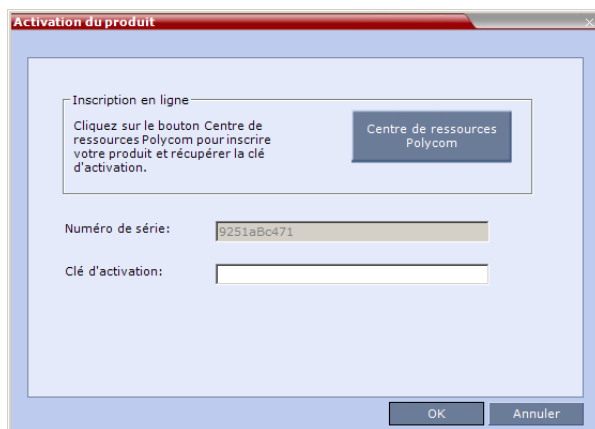 Activation du produit
Inscription en ligne
Cliquez sur le bouton Centre de
ressources Polycom pour inscrire
votre produit et récupérer la clé
d'activation.
Centre de ressources
Polycom
Numéro de série:
9251aBc471
Clé d'activation:
OK
Annuler